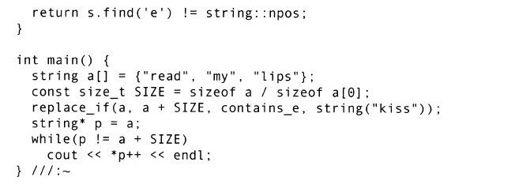 return s.find('e') != string::npos;
}
int main() {
string a[] = {"read", "my", "lips"};
const size_t SIZE = sizeof a / sizeof a[0];
replace_if(a, a + SIZE, contains_e, string("kiss"));
string* p = a;
while(p != a + SIZE)
cout << *p++ << endl;
} ///:~